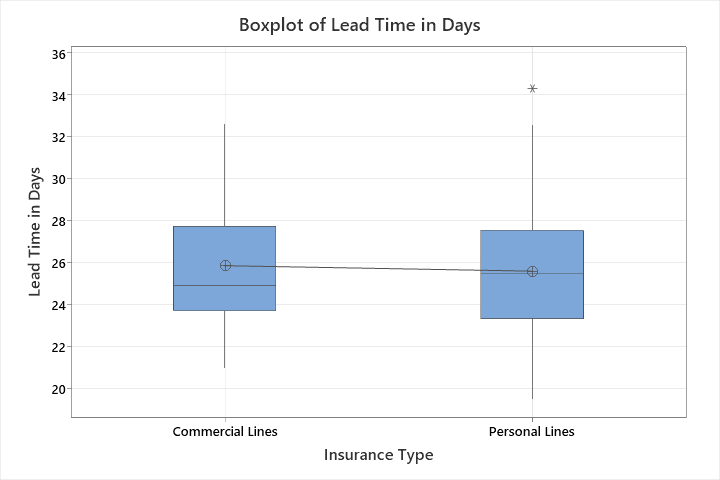 Boxplot of Lead Time in Days
Lead Time in Days
36
34
32
30
28
26
24
22
20
Commercial Lines
Personal Lines
Insurance Type